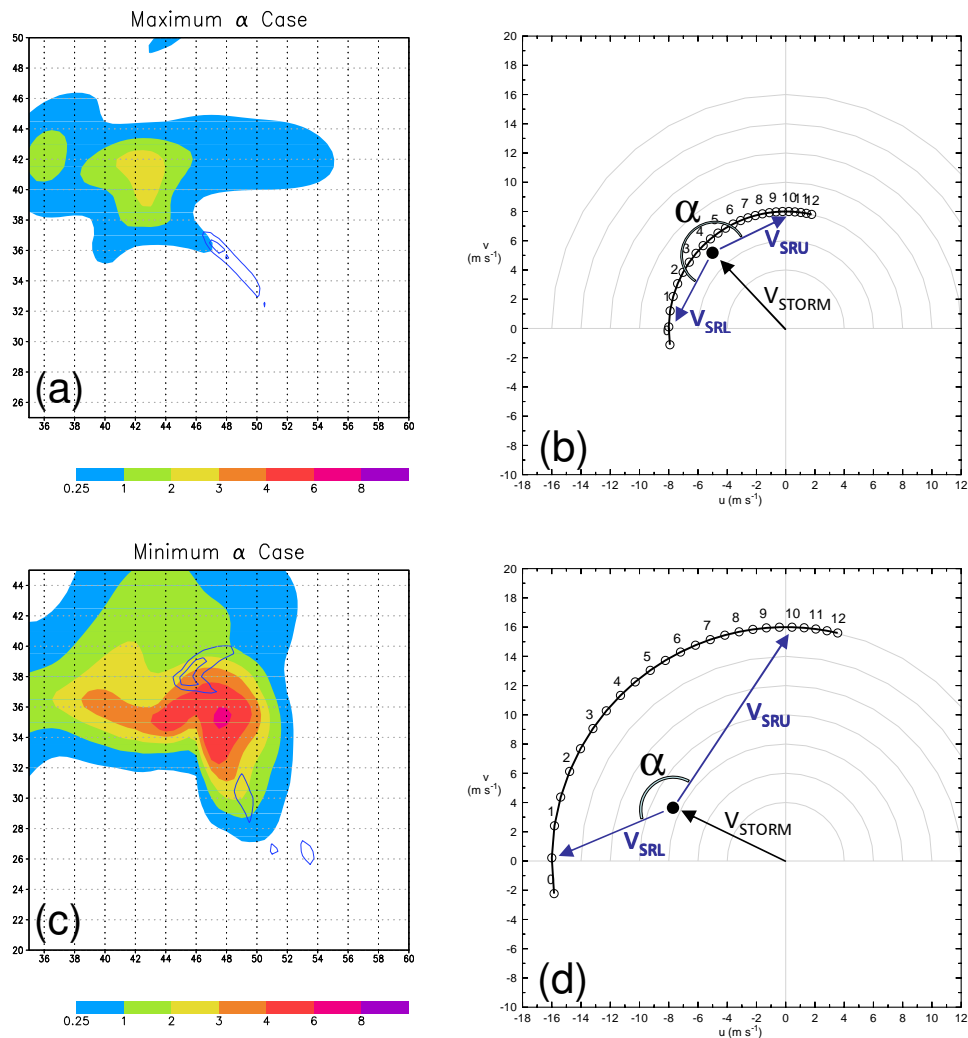 Maximum α Case
50
48
46
44
42
40
38
36
34
32
30
28
26
(a)
36 38 40 42 44 46 48 50 52 54 56 58 60
0.25 1 2 3 4 6 8
20
18
16
14
12
10
8
6
4
2
0
-2
-4
-6
-8
-10
v
(m s-1)
α
1 2 3 4 5 6 7 8 9 10 11 12
VSRU
VSTORM
VSRL
(b)
-18 -16 -14 -12 -10 -8 -6 -4 -2 0 2 4 6 8 10 12
u (m s-1)
Minimum α Case
44
42
40
38
36
34
32
30
28
26
24
22
20
(c)
36 38 40 42 44 46 48 50 52 54 56 58 60
0.25 1 2 3 4 6 8
20
18
16
14
12
10
8
6
4
2
0
-2
-4
-6
-8
-10
v
(m s-1)
0 1 2 3 4 5 6 7 8 9 10 11 12
VSRU
α
VSTORM
VSRL
(d)
-18 -16 -14 -12 -10 -8 -6 -4 -2 0 2 4 6 8 10 12
u (m s-1)